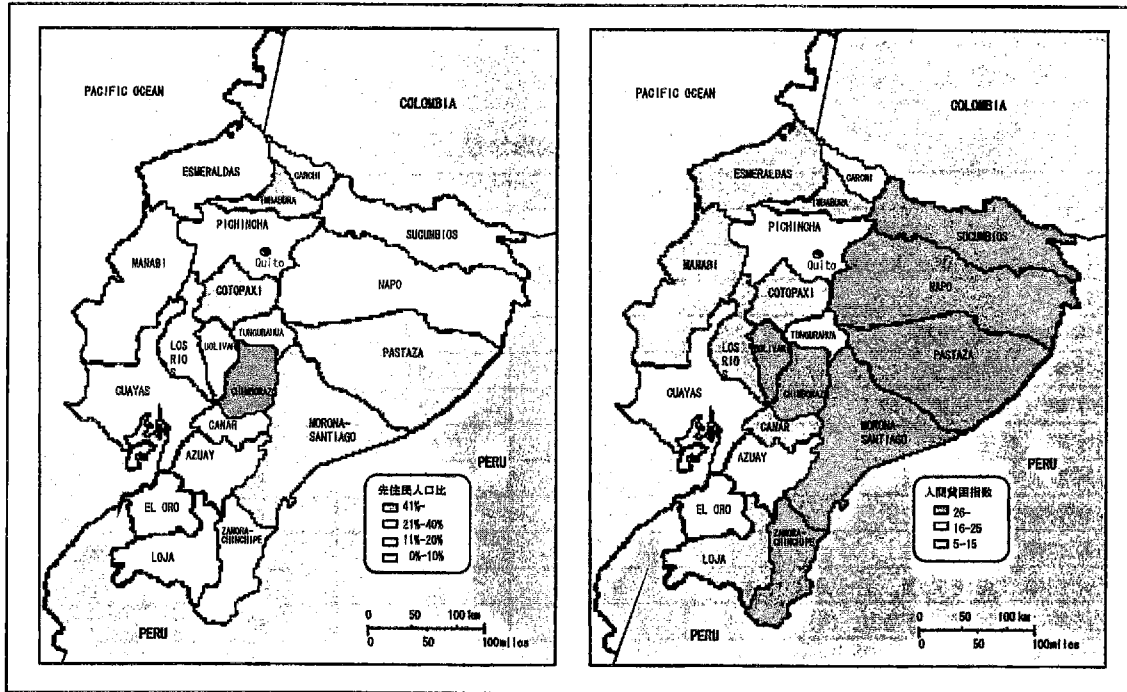 PACIFIC OCEAN
COLOMBIA
ESMERALDAS
CARCHI
IMBABURA
PICHINCHA
SUCUMBIOS
Quito
MANABI
NAPO
COTOPAXI
TUNGURAHUA
LOS
RIO
S
BOLIVAR
PASTAZA
GUAYAS
CHIMBORAZO
CANAR
MORONA-
SANTIAGO
AZUAY
PERU
EL ORO
ZAMORA-
CHINCHIPE
LOJA
PERU
先住民人口比
41%-
21%-40%
11%-20%
0%-10%
0 50 100 km
0 50 100miles
PACIFIC OCEAN
COLOMBIA
ESMERALDAS
CARCHI
IMBABURA
PICHINCHA
SUCUMBIOS
Quito
MANABI
NAPO
COTOPAXI
TUNGURAHUA
LOS
RIO
S
BOLIVAR
PASTAZA
GUAYAS
CHIMBORAZO
CANAR
MORONA-
SANTIAGO
AZUAY
PERU
EL ORO
ZAMORA-
CHINCHIPE
LOJA
PERU
人間貧困指数
26-
16-25
5-15
0 50 100 km
0 50 100miles